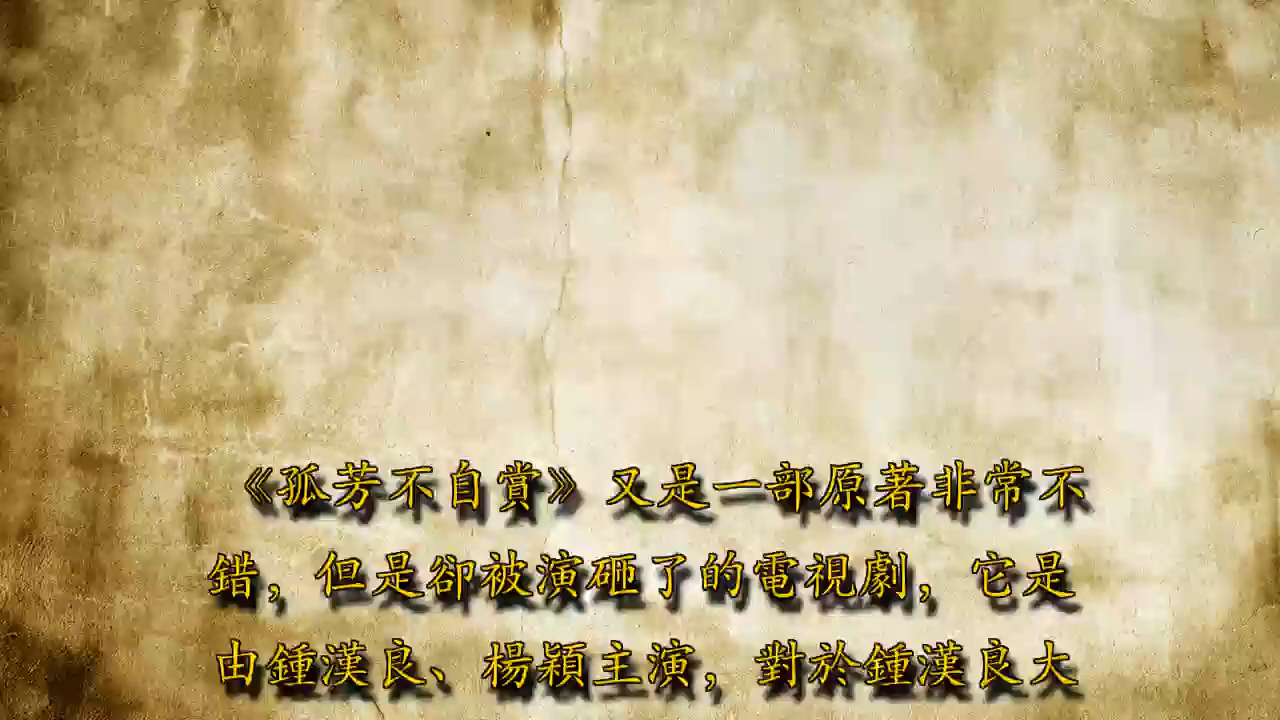 《孤芳不自賞》又是一部原著非常不
錯，但是卻被演砸了的電視劇，它是
由鍾漢良、楊穎主演，對於鍾漢良大